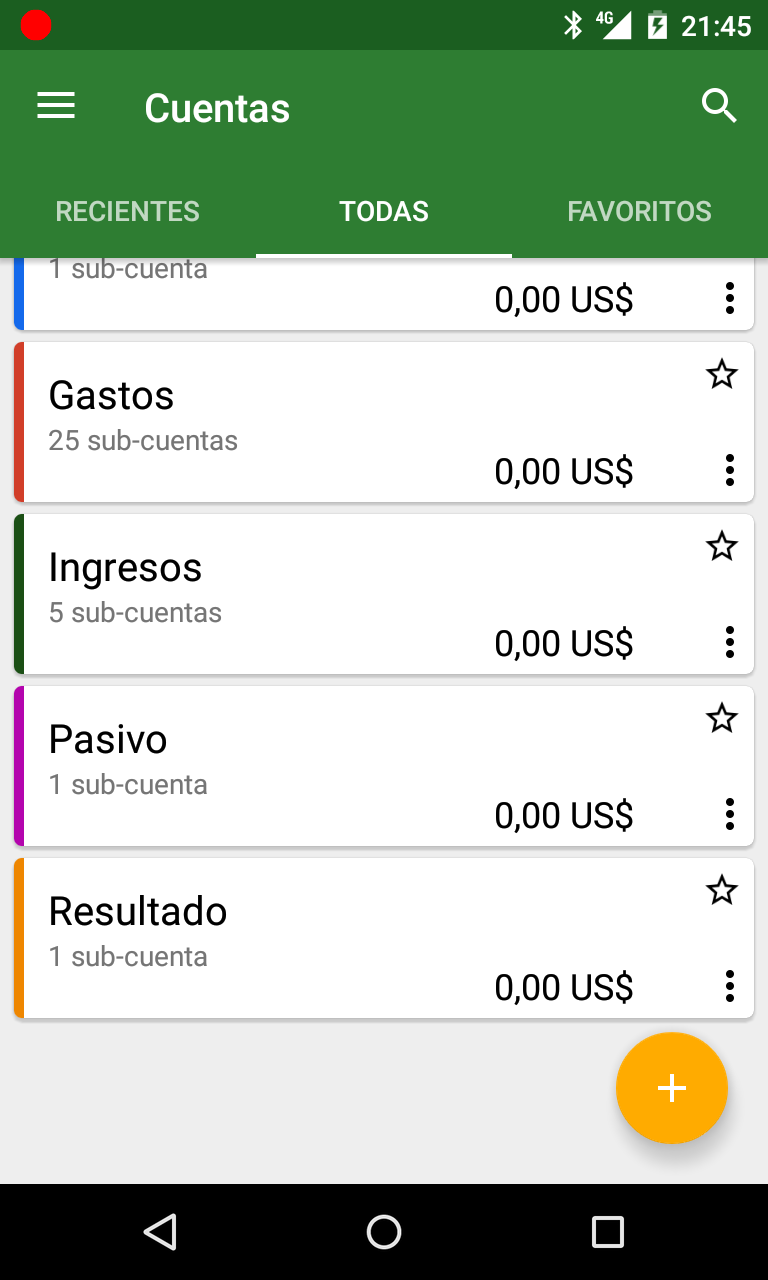 4G 21:45
Cuentas
RECIENTES TODAS FAVORITOS
1 sub-cuenta
0,00 US$
Gastos
25 sub-cuentas
0,00 US$
Ingresos
5 sub-cuentas
0,00 US$
Pasivo
1 sub-cuenta
0,00 US$
Resultado
1 sub-cuenta
0,00 US$